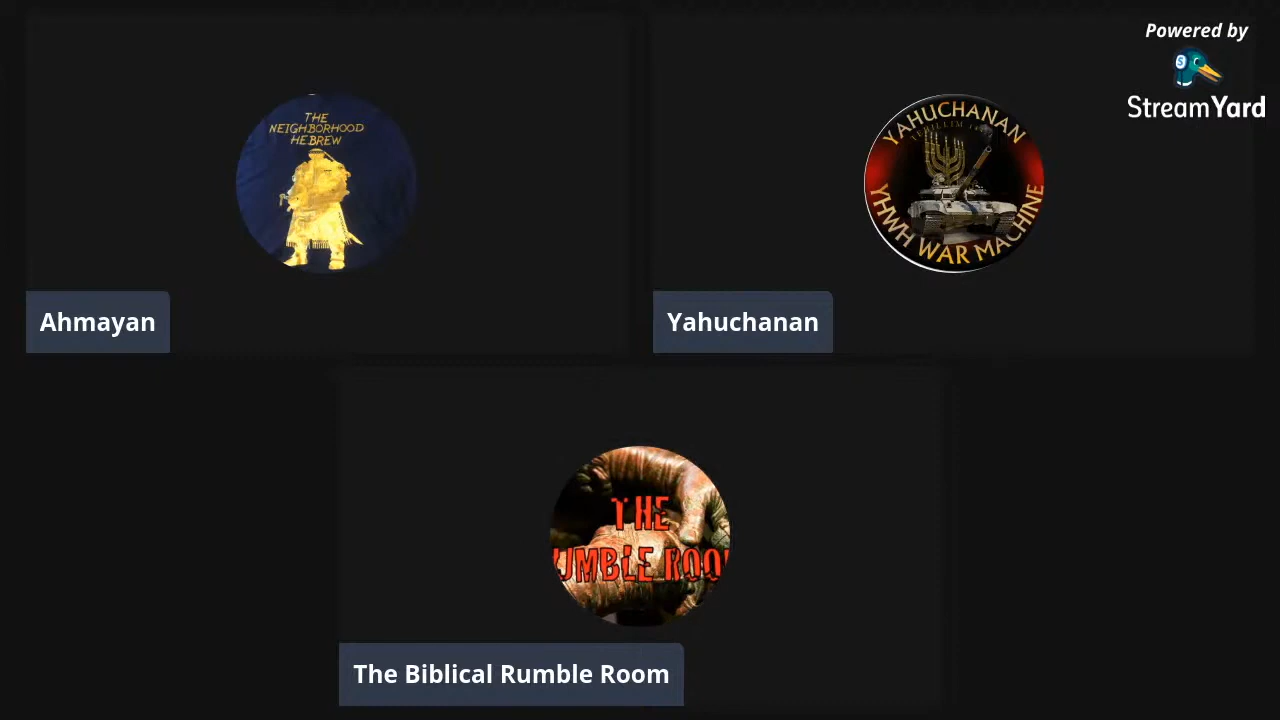 Powered by
StreamYard
THE
NEIGHBORHOOD
HEBREW
Ahmayan
YAHUCHANAN
YHWH WAR MACHINE
Yahuchanan
THE
UMBLE ROO
The Biblical Rumble Room